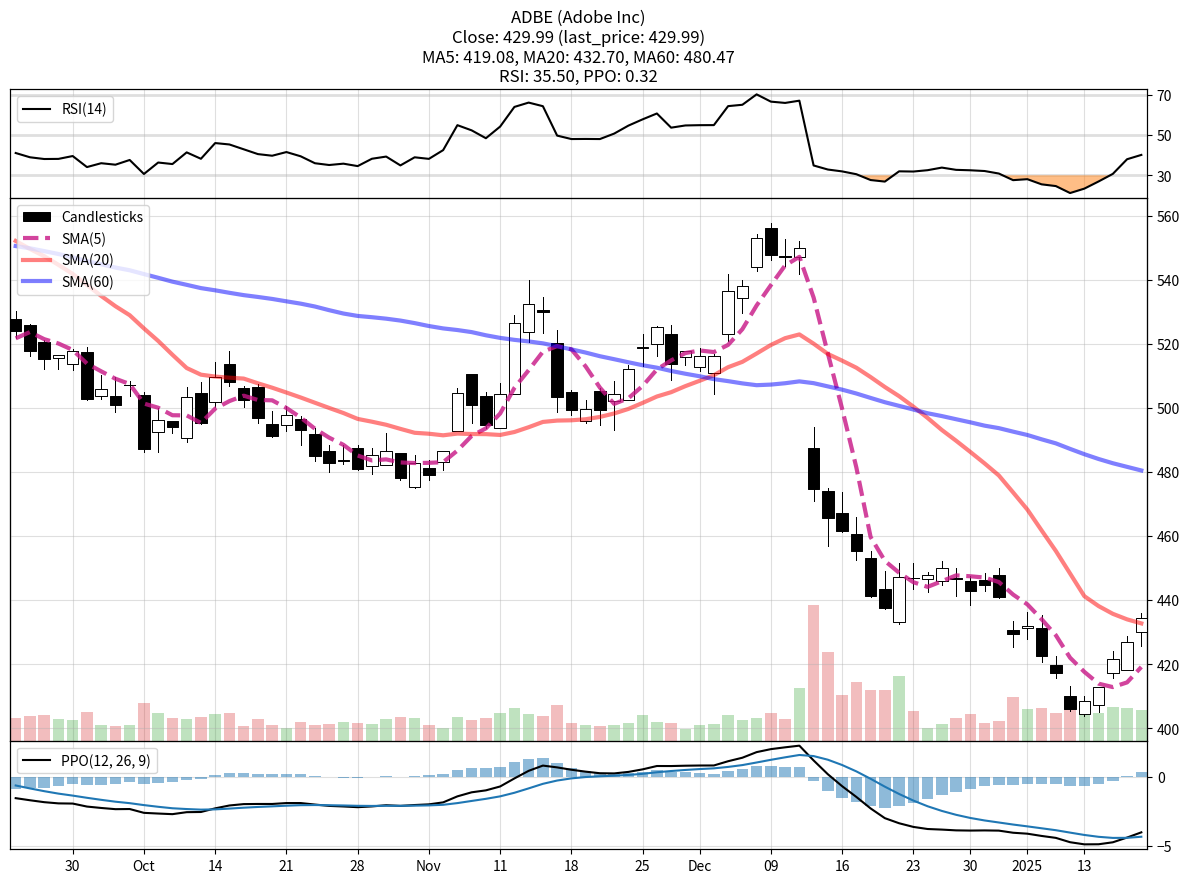 ADBE (Adobe Inc)
Close: 429.99 (last_price: 429.99)
MA5: 419.08, MA20: 432.70, MA60: 480.47
RSI: 35.50, PPO: 0.32
RSI(14)
70
50
30
Candlesticks
SMA(5)
SMA(20)
SMA(60)
560
540
520
500
480
460
440
420
400
PPO(12, 26, 9)
0
−5
30 Oct 14 21 28 Nov 11 18 25 Dec 09 16 23 30 2025 13